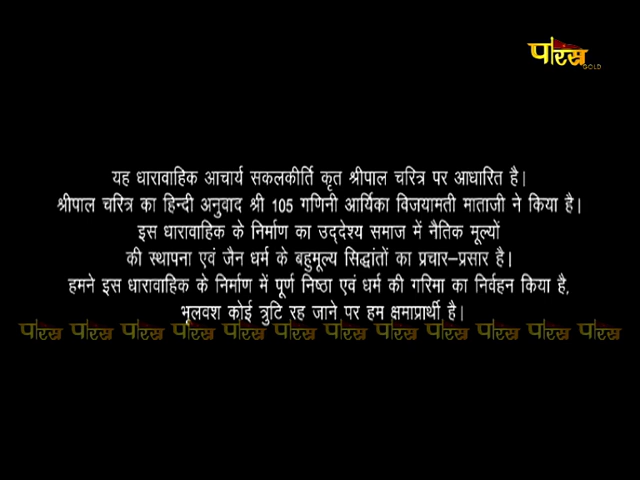 पारस
GOLD
यह धारावाहिक आचार्य सकलकीर्ति कृत श्रीपाल चरित्र पर आधारित है|
श्रीपाल चरित्र का हिन्दी अनुवाद श्री 105 गणिनी आर्यिका विजयामती माताजी ने किया है|
इस धारावाहिक के निर्माण का उद्देश्य समाज में नैतिक मूल्यों
की स्थापना एवं जैन धर्म के बहुमूल्य सिद्धांतों का प्रचार–प्रसार है|
हमने इस धारावाहिक के निर्माण में पूर्ण निष्ठा एवं धर्म की गरिमा का निर्वहन किया है,
भूलवश कोई त्रुटि रह जाने पर हम क्षमाप्रार्थी है|
पारस पारस पारस पारस पारस पारस पारस पारस पारस पारस पारस पारस